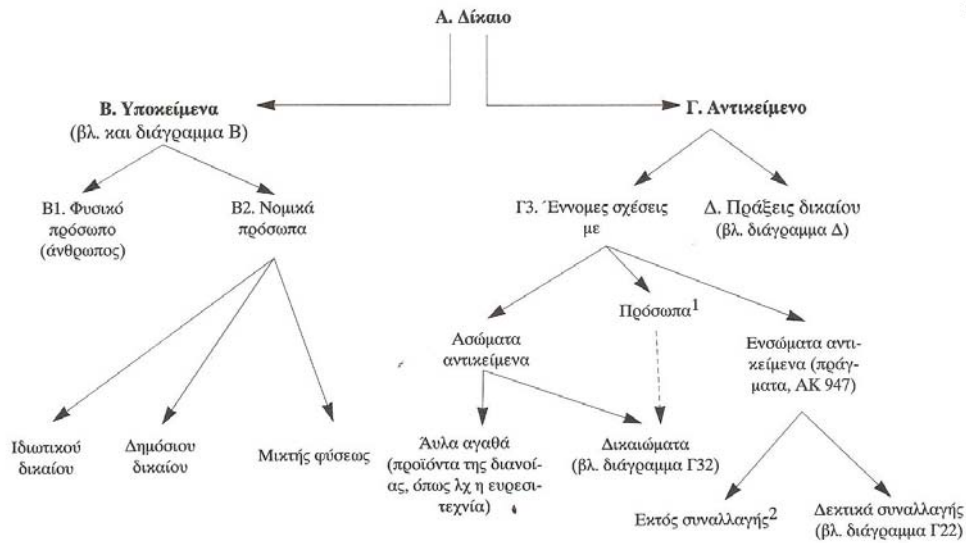 Α. Δίκαιο
Β. Υποκείμενα
(βλ. και διάγραμμα Β)
Γ. Αντικείμενο
Β1. Φυσικό
πρόσωπο
(άνθρωπος)
Β2. Νομικά
πρόσωπα
Γ3. Έννομες σχέσεις
με
Δ. Πράξεις δικαίου
(βλ. διάγραμμα Δ)
Ασώματα
αντικείμενα
Πρόσωπα1
Ενσώματα αντι-
κείμενα (πράγ-
ματα, ΑΚ 947)
Ιδιωτικού
δικαίου
Δημόσιου
δικαίου
Μικτής φύσεως
Άυλα αγαθά
(προϊόντα της διανοί-
ας, όπως λχ η ευρεσι-
τεχνία)
Δικαιώματα
(βλ. διάγραμμα Γ32)
Εκτός συναλλαγής2
Δεκτικά συναλλαγής
(βλ. διάγραμμα Γ22)